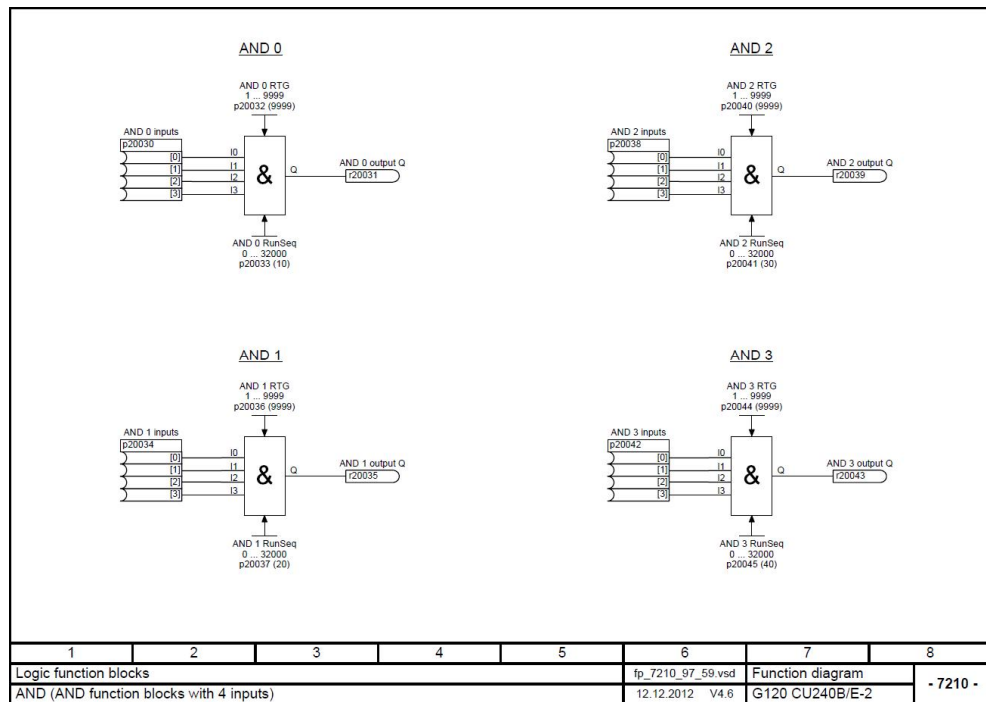 AND 0
AND 0 RTG
1 ... 9999
p20032 (9999)
AND 0 inputs
p20030
[0]
[1]
[2]
[3]
I0
I1
I2
I3
&
Q
AND 0 output Q
r20031
AND 0 RunSeq
0 ... 32000
p20033 (10)
AND 2
AND 2 RTG
1 ... 9999
p20040 (9999)
AND 2 inputs
p20038
[0]
[1]
[2]
[3]
I0
I1
I2
I3
&
Q
AND 2 output Q
r20039
AND 2 RunSeq
0 ... 32000
p20041 (30)
AND 1
AND 1 RTG
1 ... 9999
p20036 (9999)
AND 1 inputs
p20034
[0]
[1]
[2]
[3]
I0
I1
I2
I3
&
Q
AND 1 output Q
r20035
AND 1 RunSeq
0 ... 32000
p20037 (20)
AND 3
AND 3 RTG
1 ... 9999
p20044 (9999)
AND 3 inputs
p20042
[0]
[1]
[2]
[3]
I0
I1
I2
I3
&
Q
AND 3 output Q
r20043
AND 3 RunSeq
0 ... 32000
p20045 (40)
1 2 3 4 5 6 7 8
Logic function blocks fp_7210_97_59.vsd Function diagram
AND (AND function blocks with 4 inputs) 12.12.2012 V4.6 G120 CU240B/E-2
- 7210 -